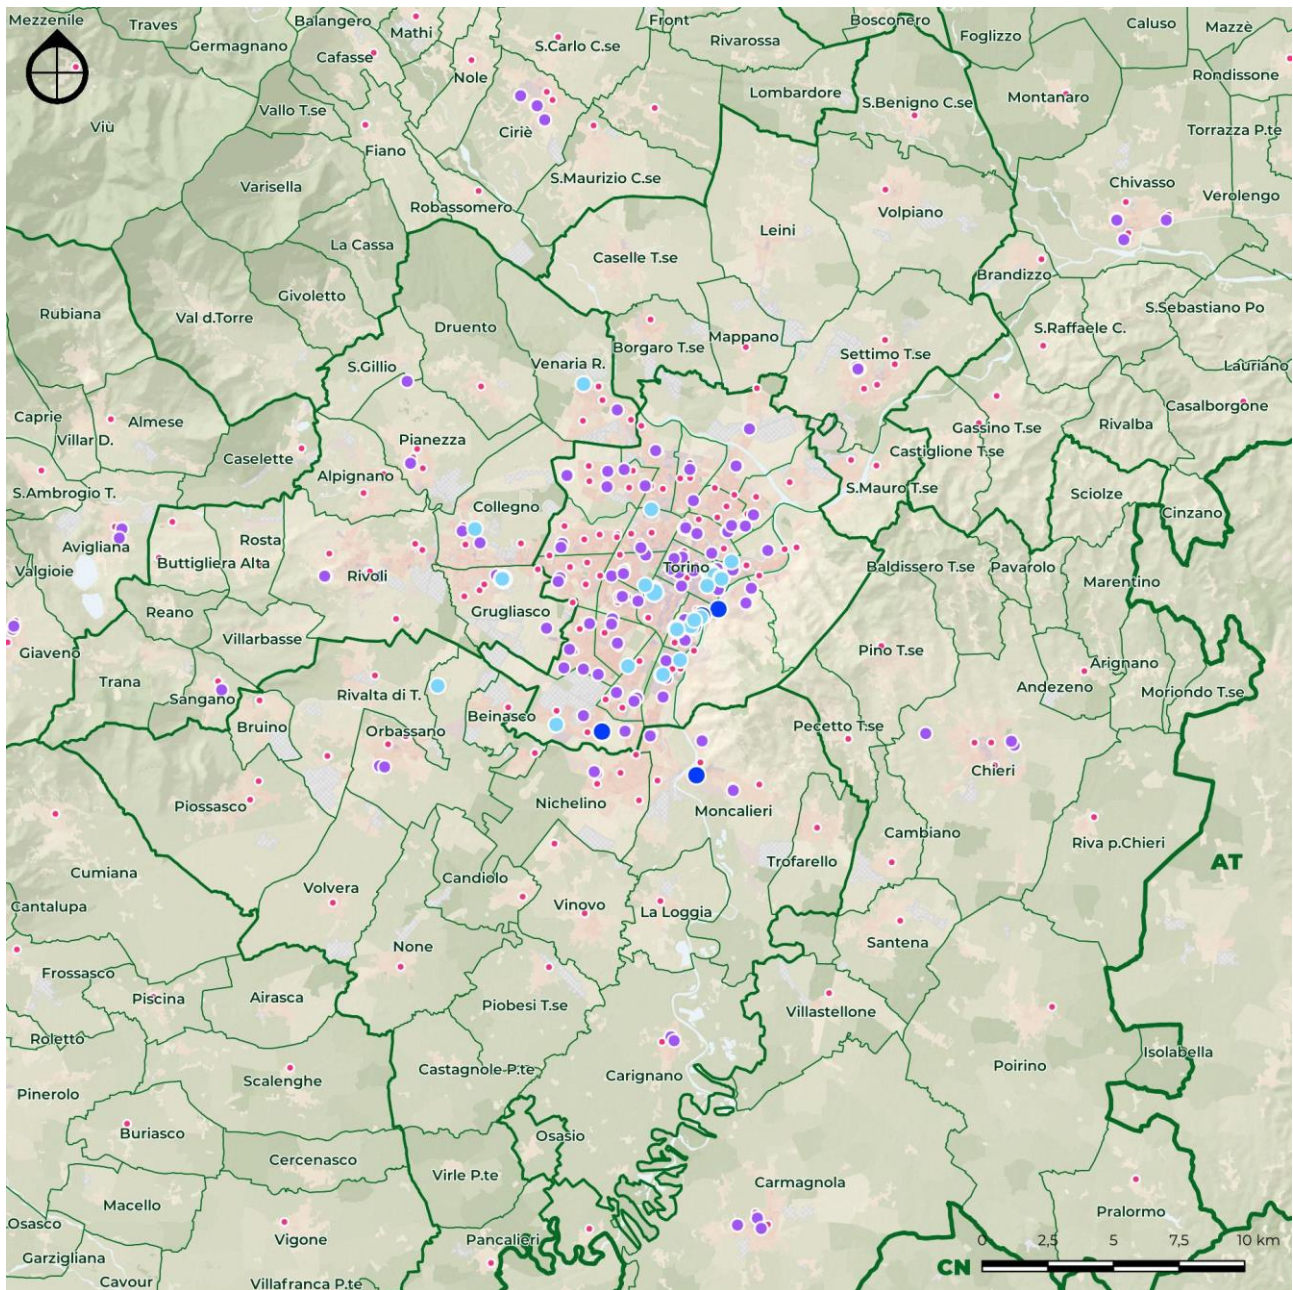 Mezzenile
Traves
Balangero
Mathi
Front
Bosconero
Caluso
Mazzè
Germagnano
Cafasse
S.Carlo C.se
Rivarossa
Foglizzo
Nole
Rondissone
Vallo T.se
Lombardore
S.Benigno C.se
Montanaro
Viù
Ciriè
Torrazza P.te
Fiano
Varisella
S.Maurizio C.se
Chivasso
Verolengo
Robassomero
Volpiano
La Cassa
Leinì
Caselle T.se
Brandizzo
Givoletto
S.Sebastiano Po
Rubiana
Val d.Torre
Druento
S.Raffaele C.
Mappano
Borgaro T.se
Settimo T.se
Venaria R.
S.Gillio
Lauriano
Caprie
Almese
Casalborgone
Villar D.
Pianezza
Gassino T.se
Rivalba
Caselette
Castiglione T.se
Alpignano
S.Ambrogio T.
S.Mauro T.se
Sciolze
Collegno
Cinzano
Avigliana
Rosta
Buttigliera Alta
Torino
Baldissero T.se
Pavarolo
Valgioie
Rivoli
Marentino
Reano
Grugliasco
Villarbasse
Giaveno
Pino T.se
Arignano
Trana
Andezeno
Moriondo T.se
Sangano
Rivalta di T.
Beinasco
Bruino
Orbassano
Pecetto T.se
Chieri
Piossasco
Nichelino
Moncalieri
Cambiano
Riva p.Chieri
Trofarello
AT
Cumiana
Candiolo
Volvera
Cantalupa
Vinovo
La Loggia
Santena
None
Frossasco
Piscina
Airasca
Piobesi T.se
Villastellone
Roletto
Isolabella
Castagnole P.te
Poirino
Carignano
Scalenghe
Pinerolo
Buriasco
Osasio
Cercenasco
Virle P.te
Carmagnola
Macello
Pralormo
Osasco
Vigone
Pancalieri
0 2,5 5 7,5 10 km
Garzigliana
CN
Cavour
Villafranca P.te